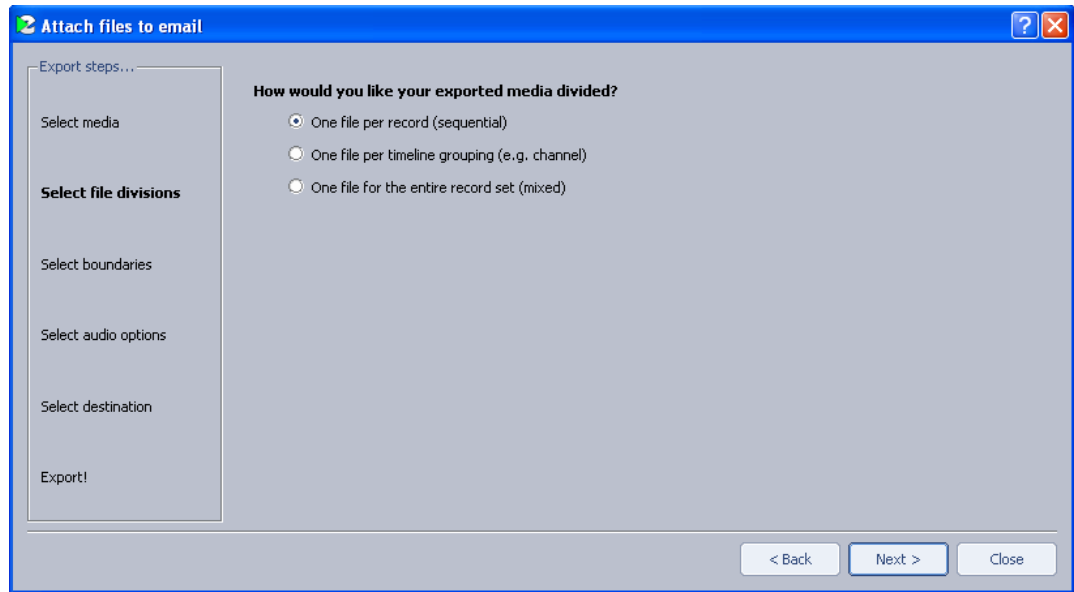 Attach files to email
Export steps...
Select media
Select file divisions
Select boundaries
Select audio options
Select destination
Export!
How would you like your exported media divided?
One file per record (sequential)
One file per timeline grouping (e.g. channel)
One file for the entire record set (mixed)
< Back
Next >
Close